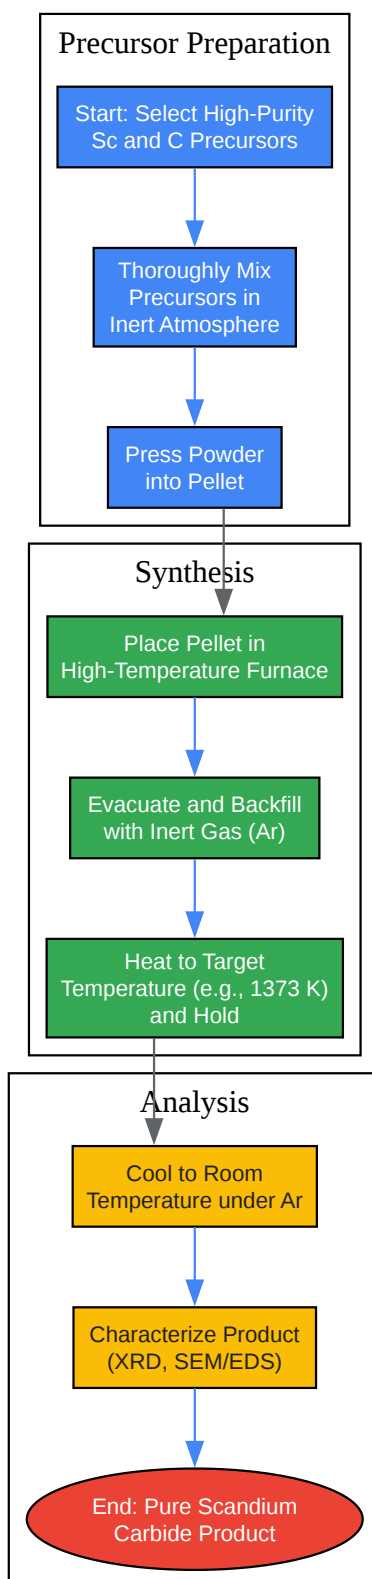 Precursor Preparation
Start: Select High-Purity
Sc and C Precursors
Thoroughly Mix
Precursors in
Inert Atmosphere
Press Powder
into Pellet
Synthesis
Place Pellet in
High-Temperature Furnace
Evacuate and Backfill
with Inert Gas (Ar)
Heat to Target
Temperature (e.g., 1373 K)
and Hold
Analysis
Cool to Room
Temperature under Ar
Characterize Product
(XRD, SEM/EDS)
End: Pure Scandium
Carbide Product